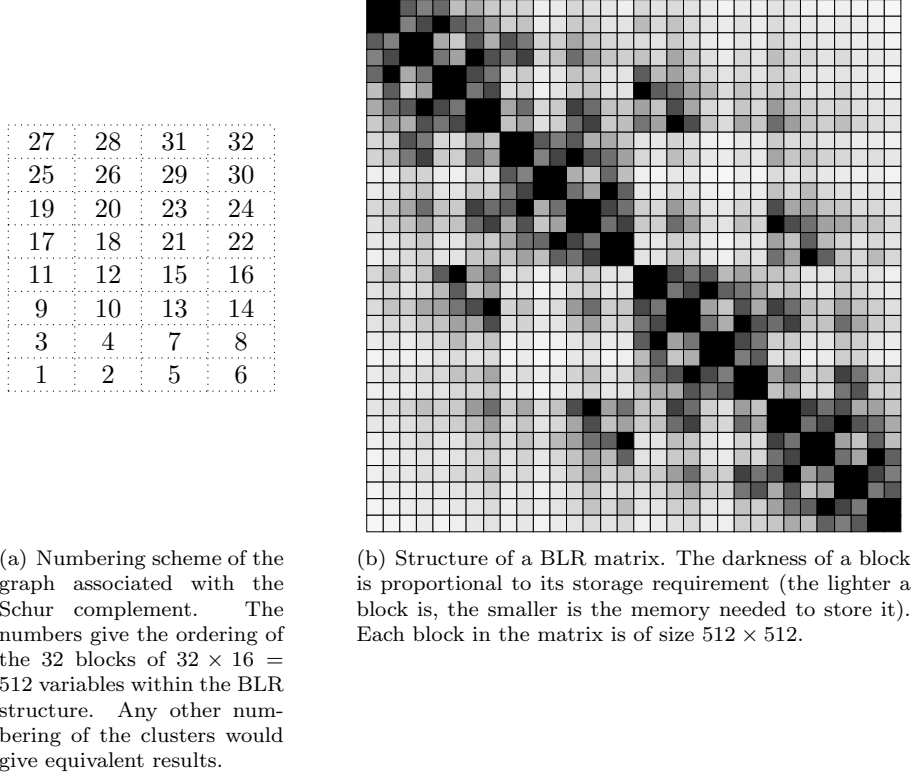 27 28 31 32
25 26 29 30
19 20 23 24
17 18 21 22
11 12 15 16
9 10 13 14
3 4 7 8
1 2 5 6
(a) Numbering scheme of the
graph associated with the
Schur complement. The
numbers give the ordering of
the 32 blocks of 32 × 16 =
512 variables within the BLR
structure. Any other num-
bering of the clusters would
give equivalent results.
(b) Structure of a BLR matrix. The darkness of a block
is proportional to its storage requirement (the lighter a
block is, the smaller is the memory needed to store it).
Each block in the matrix is of size 512 × 512.